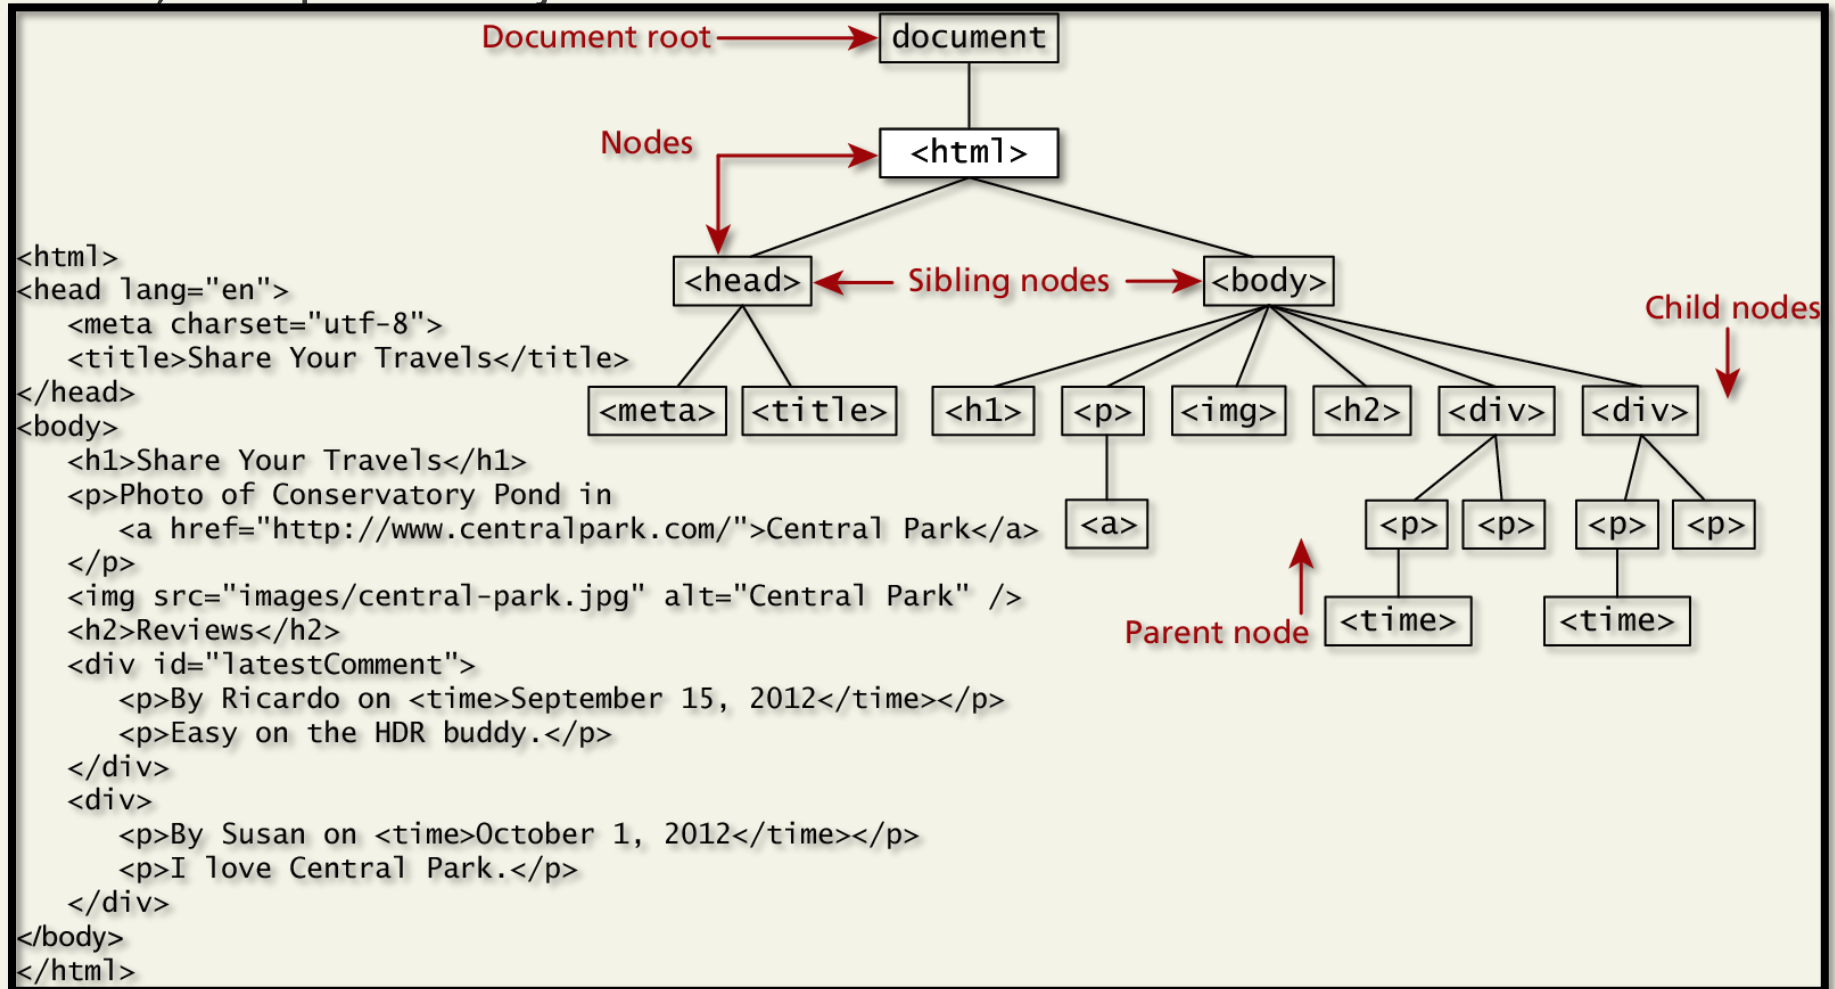 Document root
document
Nodes
<html>
<head>
Sibling nodes
<body>
Child nodes
<meta>
<title>
<h1>
<p>
<img>
<h2>
<div>
<div>
<a>
<p>
<p>
<p>
<p>
Parent node
<time>
<time>
<html>
<head lang="en">
<meta charset="utf-8">
<title>Share Your Travels</title>
</head>
<body>
<h1>Share Your Travels</h1>
<p>Photo of Conservatory Pond in
<a href="http://www.centralpark.com/">Central Park</a>
</p>
<img src="images/central-park.jpg" alt="Central Park" />
<h2>Reviews</h2>
<div id="latestComment">
<p>By Ricardo on <time>September 15, 2012</time></p>
<p>Easy on the HDR buddy.</p>
</div>
<div>
<p>By Susan on <time>October 1, 2012</time></p>
<p>I love Central Park.</p>
</div>
</body>
</html>